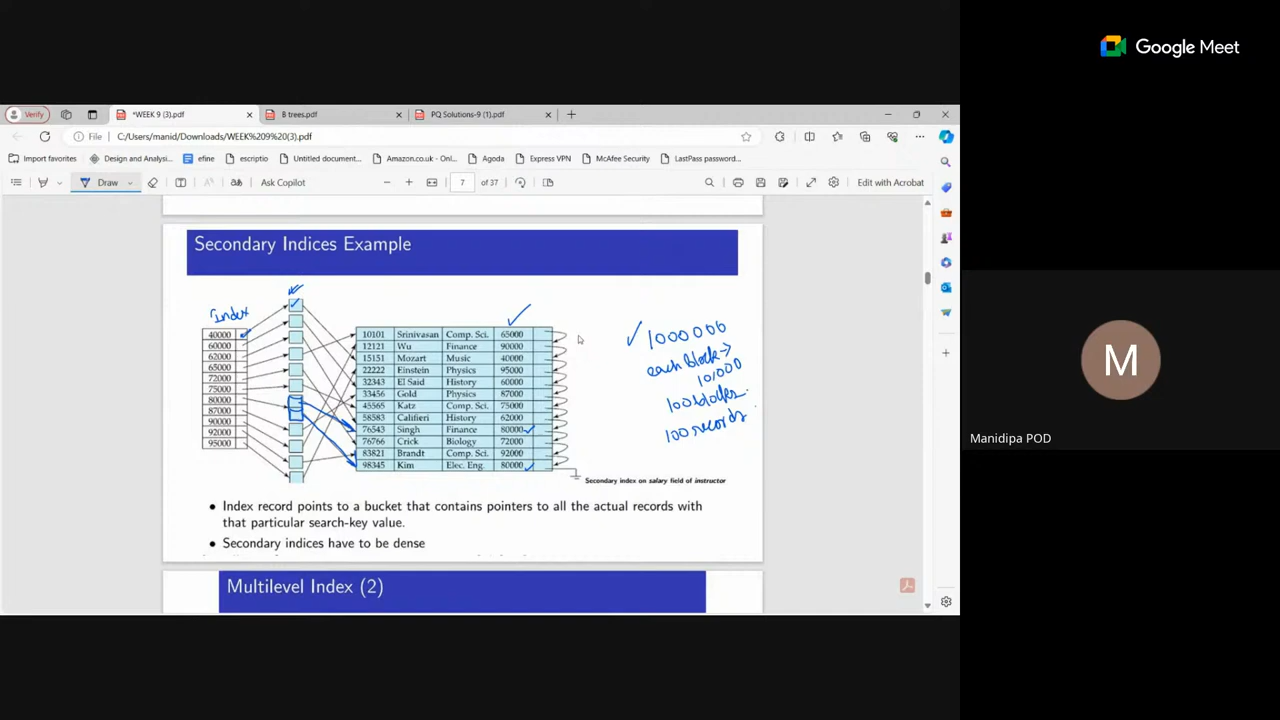 Google Meet
Verify
*WEEK 9 (3).pdf
B trees.pdf
PQ Solutions-9 (1).pdf
File
C:/Users/manid/Downloads/WEEK%209%20(3).pdf
Import favorites
Design and Analysi...
efine
escriptio
Untitled document...
Amazon.co.uk - Onl...
Agoda
Express VPN
McAfee Security
LastPass password...
Draw
Ask Copilot
7 of 37
Edit with Acrobat
Secondary Indices Example
Index
40000
60000
62000
65000
72000
75000
80000
87000
90000
92000
95000
10101 Srinivasan Comp. Sci. 65000
12121 Wu Finance 90000
15151 Mozart Music 40000
22222 Einstein Physics 95000
32343 El Said History 60000
33456 Gold Physics 87000
45565 Katz Comp. Sci. 75000
58583 Califieri History 62000
76543 Singh Finance 80000
76766 Crick Biology 72000
83821 Brandt Comp. Sci. 92000
98345 Kim Elec. Eng. 80000
1000000
each block →
10,000
100 blocks
100 records
Secondary index on salary field of instructor
• Index record points to a bucket that contains pointers to all the actual records with
that particular search-key value.
• Secondary indices have to be dense
Multilevel Index (2)
M
Manidipa POD